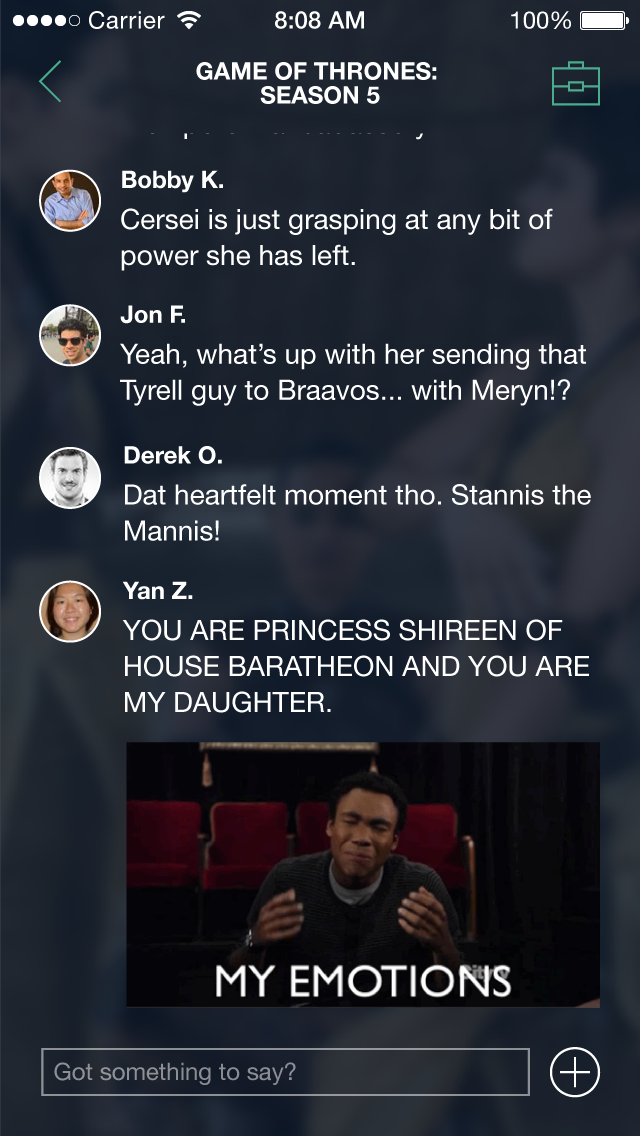 Carrier 8:08 AM 100%
GAME OF THRONES:
SEASON 5
Bobby K.
Cersei is just grasping at any bit of
power she has left.
Jon F.
Yeah, what’s up with her sending that
Tyrell guy to Braavos... with Meryn!?
Derek O.
Dat heartfelt moment tho. Stannis the
Mannis!
Yan Z.
YOU ARE PRINCESS SHIREEN OF
HOUSE BARATHEON AND YOU ARE
MY DAUGHTER.
MY EMOTIONS
Got something to say?